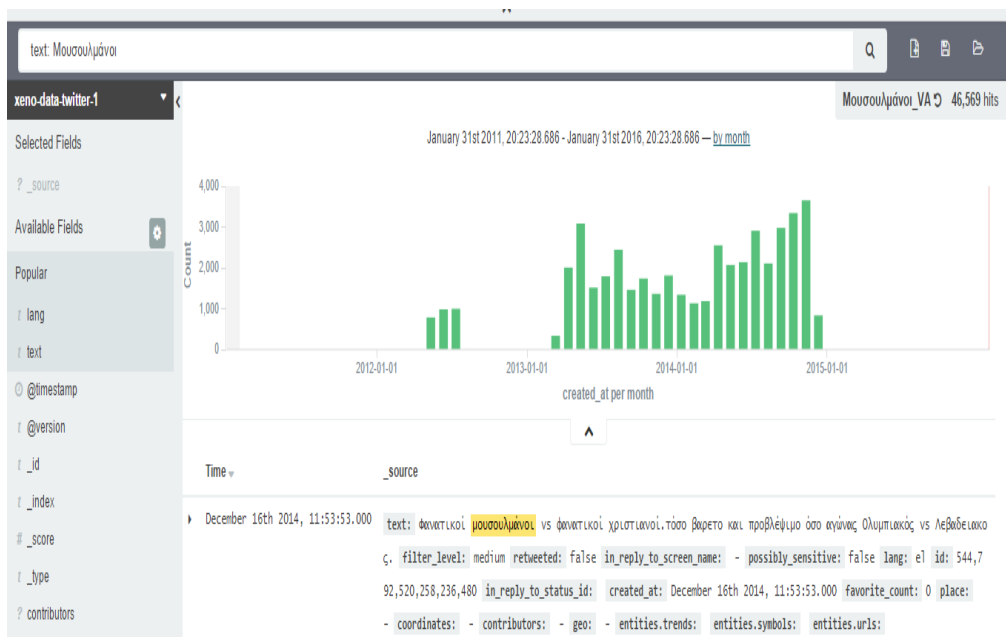 text: Μουσουλμάνοι
xeno-data-twitter-1
Μουσουλμάνοι_VA 46,569 hits
Selected Fields
? _source
Available Fields
Popular
t lang
t text
@timestamp
t @version
t _id
t _index
# _score
t _type
? contributors
January 31st 2011, 20:23:28.686 - January 31st 2016, 20:23:28.686 — by month
Count
4,000
3,000
2,000
1,000
0
2012-01-01
2013-01-01
2014-01-01
2015-01-01
created_at per month
Time
_source
December 16th 2014, 11:53:53.000
text: φανατικοί μουσουλμάνοι vs φανατικοί χριστιανοί.τόσο βαρετο και προβλέψιμο όσο αγώνας Ολυμπιακός vs Λεβαδειακο
ς. filter_level: medium retweeted: false in_reply_to_screen_name: - possibly_sensitive: false lang: el id: 544,7
92,520,258,236,480 in_reply_to_status_id: created_at: December 16th 2014, 11:53:53.000 favorite_count: 0 place:
- coordinates: - contributors: - geo: - entities.trends: entities.symbols: entities.urls: